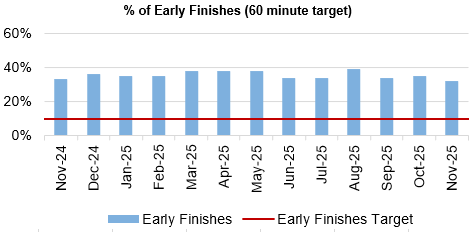 % of Early Finishes (60 minute target)
60%
40%
20%
0%
Nov-24
Dec-24
Jan-25
Feb-25
Mar-25
Apr-25
May-25
Jun-25
Jul-25
Aug-25
Sep-25
Oct-25
Nov-25
Early Finishes
Early Finishes Target